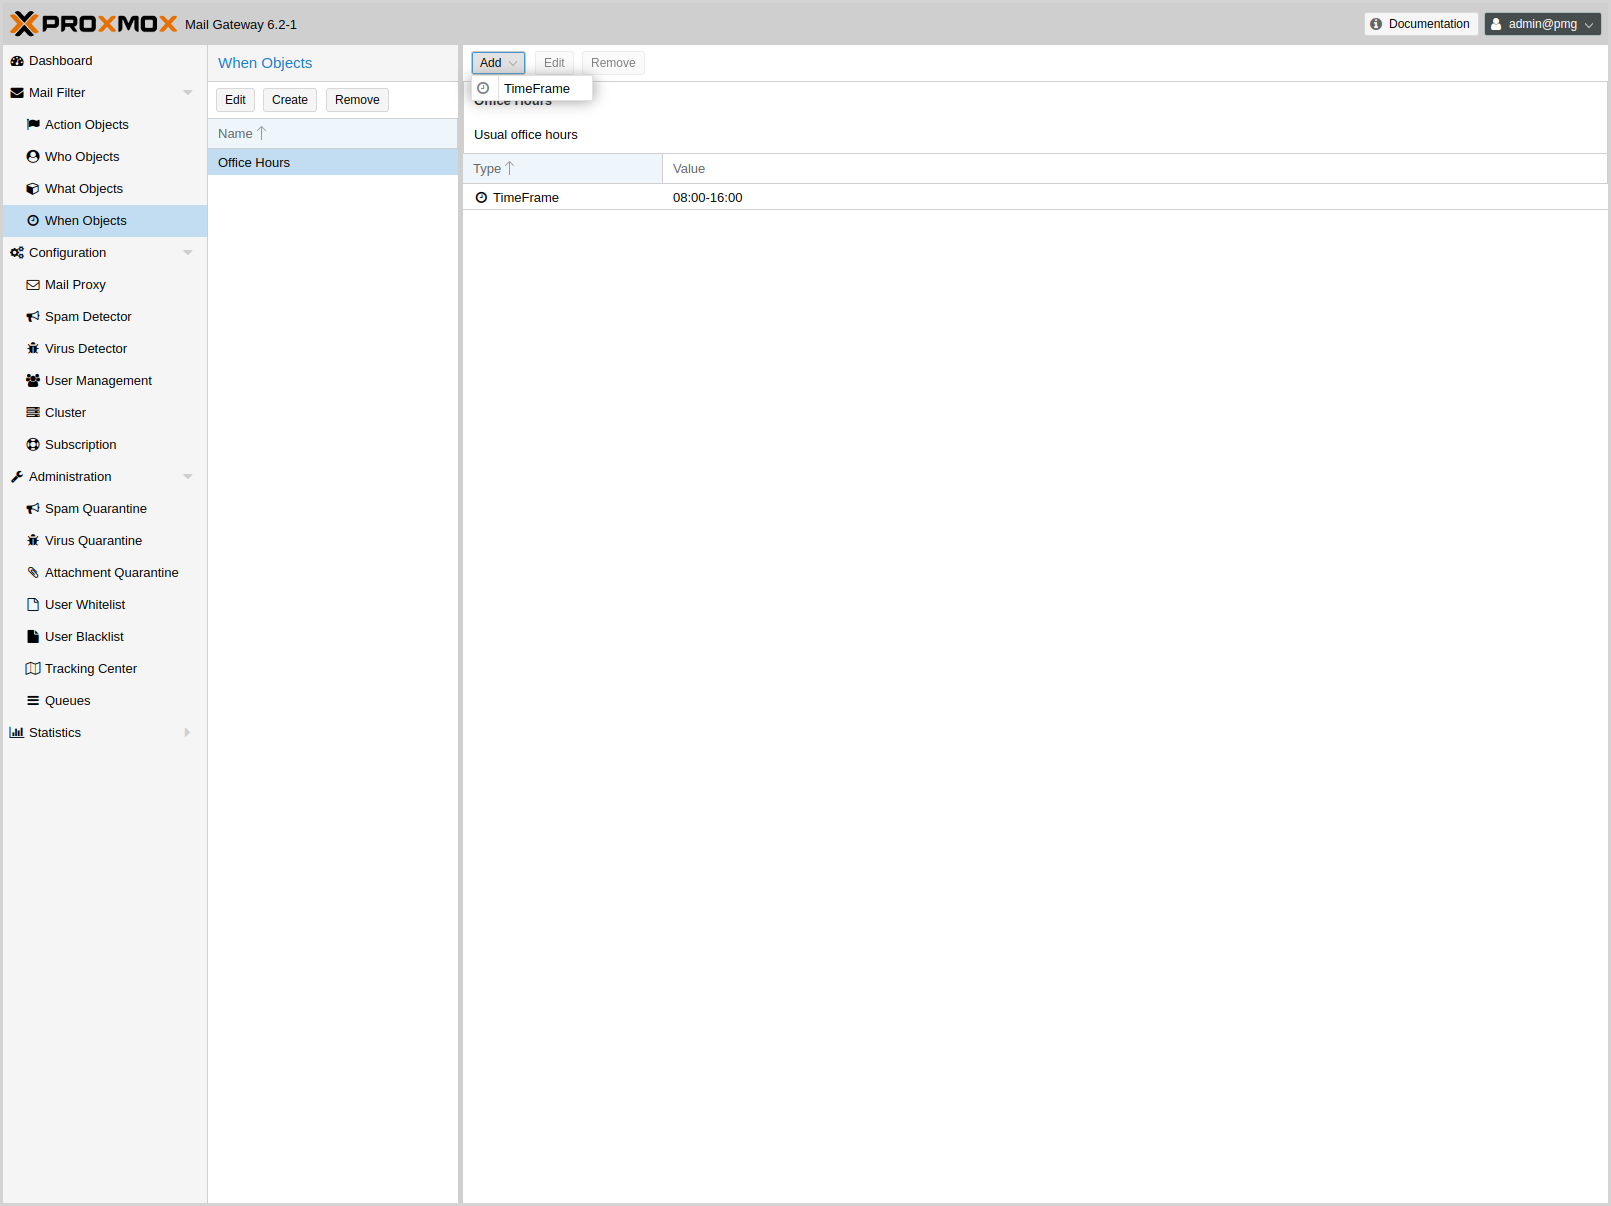 PROXMOX Mail Gateway 6.2-1
Documentation
admin@pmg
Dashboard
Mail Filter
Action Objects
Who Objects
What Objects
When Objects
Configuration
Mail Proxy
Spam Detector
Virus Detector
User Management
Cluster
Subscription
Administration
Spam Quarantine
Virus Quarantine
Attachment Quarantine
User Whitelist
User Blacklist
Tracking Center
Queues
Statistics
When Objects
Edit Create Remove
Name
Office Hours
Add Edit Remove
TimeFrame
Office Hours
Usual office hours
Type Value
TimeFrame 08:00-16:00